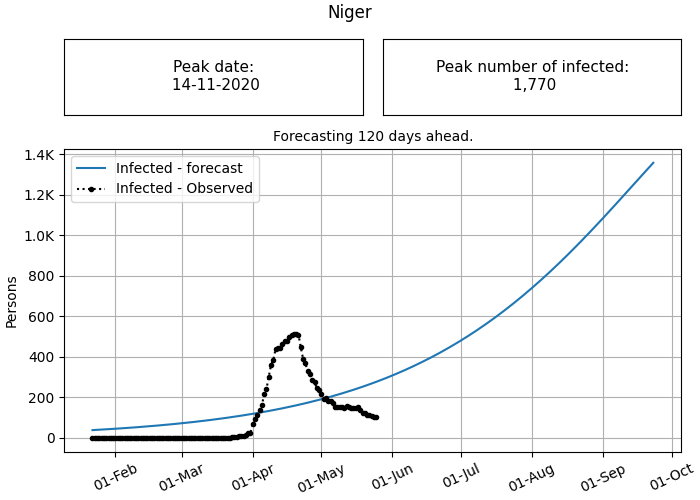 Niger
Peak date:
14-11-2020
Peak number of infected:
1,770
Forecasting 120 days ahead.
Infected - forecast
Infected - Observed
1.4K
1.2K
1.0K
800
600
400
200
0
Persons
01-Feb
01-Mar
01-Apr
01-May
01-Jun
01-Jul
01-Aug
01-Sep
01-Oct